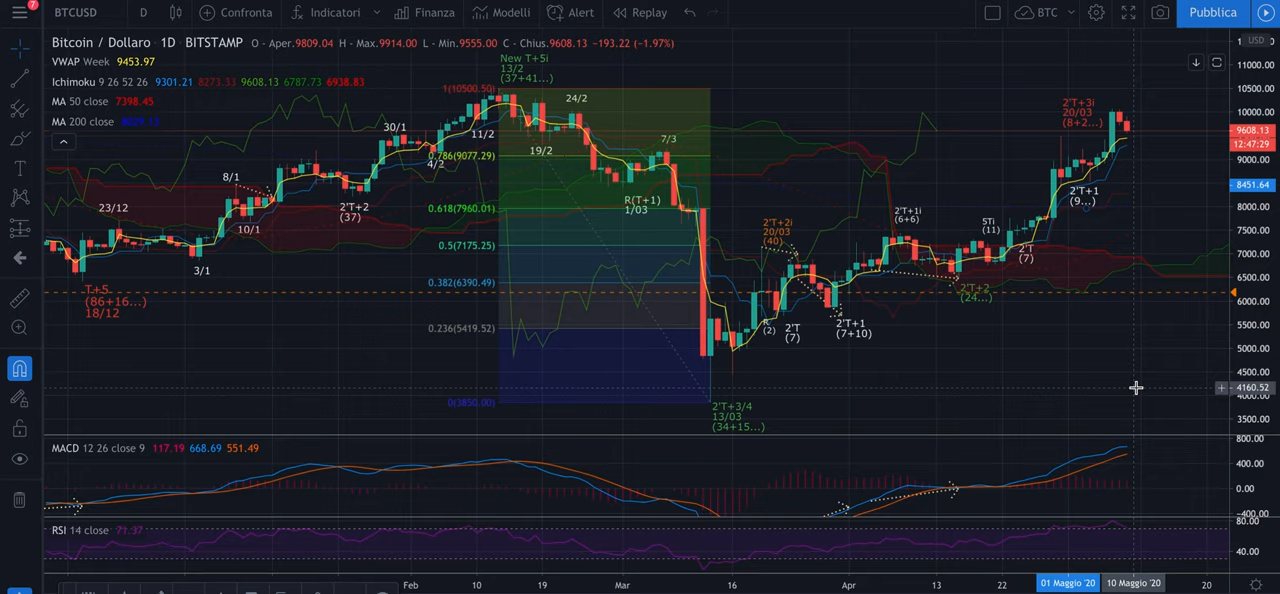 7
BTCUSD D Confronta Indicatori Finanza Modelli Alert Replay BTC Pubblica
Bitcoin / Dollaro 1D BITSTAMP O - Aper.9809.04 H - Max.9914.00 L - Min.9555.00 C - Chius.9608.13 -193.22 (-1.97%)
VWAP Week 9453.97
Ichimoku 9 26 52 26 9301.21 8273.33 9608.13 6787.73 6938.83
MA 50 close 7398.45
MA 200 close 8029.13
USD
11000.00
10500.00
10000.00
9608.13
12:47:29
9000.00
8451.64
8000.00
7500.00
7000.00
6500.00
6000.00
5500.00
5000.00
4500.00
4160.52
4000.00
3500.00
New T+5i
13/2
(37+41...)
1(10500.50)
0.786(9077.29)
0.618(7960.01)
0.5(7175.25)
0.382(6390.49)
0.236(5419.52)
0(3850.00)
23/12
T+5
(86+16...)
18/12
3/1
8/1
10/1
2'T+2
(37)
30/1
4/2
11/2
19/2
24/2
R(T+1)
1/03
7/3
2'T+3/4
13/03
(34+15...)
2'T+2i
20/03
(40)
R
(2)
2'T
(7)
2'T+1
(7+10)
2'T+1i
(6+6)
2'T+2
(24...)
5Ti
(11)
2'T
(7)
2'T+3i
20/03
(8+2...)
2'T+1
(9...)
MACD 12 26 close 9 117.19 668.69 551.49
800.00
400.00
0.00
-400.00
RSI 14 close 71.37
80.00
40.00
Feb 10 19 Mar 16 Apr 13 22 01 Maggio '20 10 Maggio '20 20